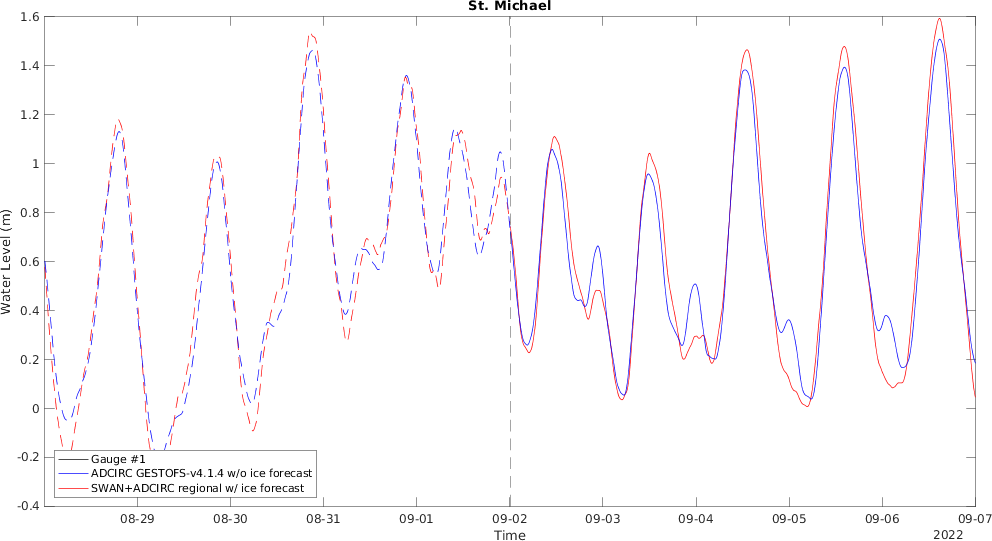 St. Michael
1.6
1.4
1.2
1
0.8
0.6
0.4
0.2
0
-0.2
-0.4
Water Level (m)
Gauge #1
ADCIRC GESTOFS-v4.1.4 w/o ice forecast
SWAN+ADCIRC regional w/ ice forecast
08-29 08-30 08-31 09-01 09-02 09-03 09-04 09-05 09-06 09-07
Time
2022